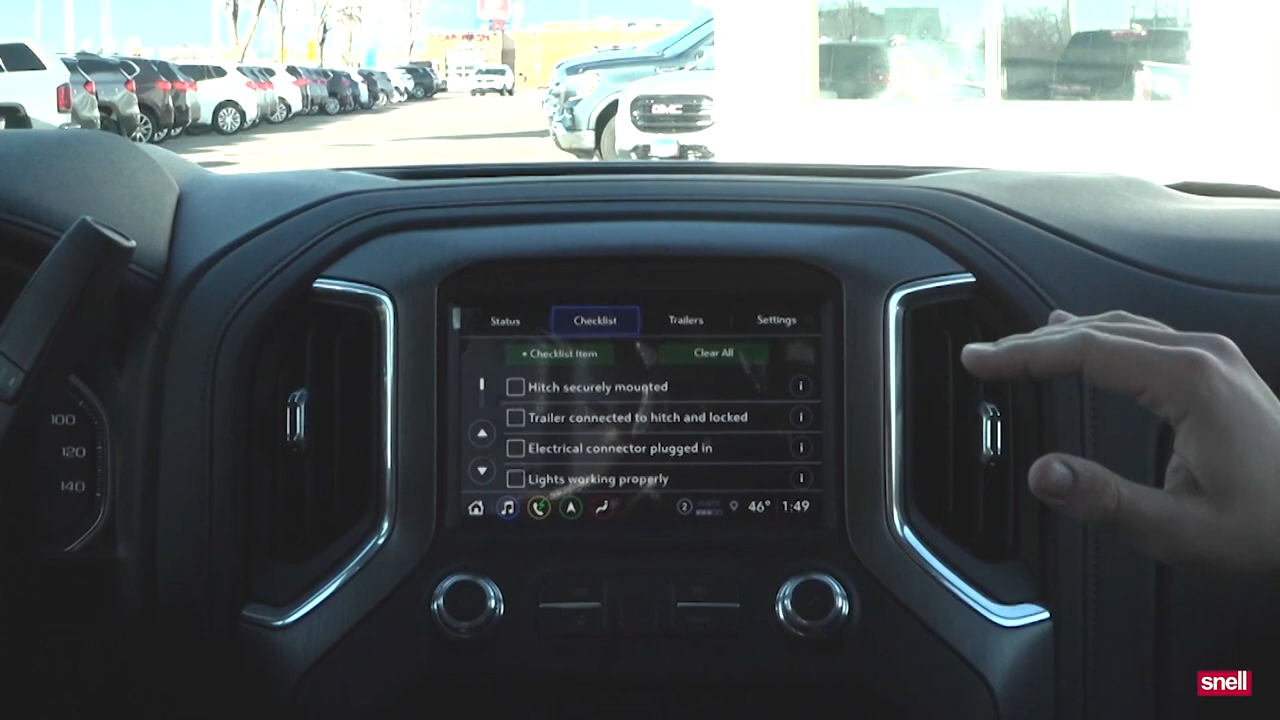 GMC
Status Checklist Trailers Settings
+ Checklist Item Clear All
Hitch securely mounted i
Trailer connected to hitch and locked i
Electrical connector plugged in i
Lights working properly i
2 46° 1:49
100
120
140
snell